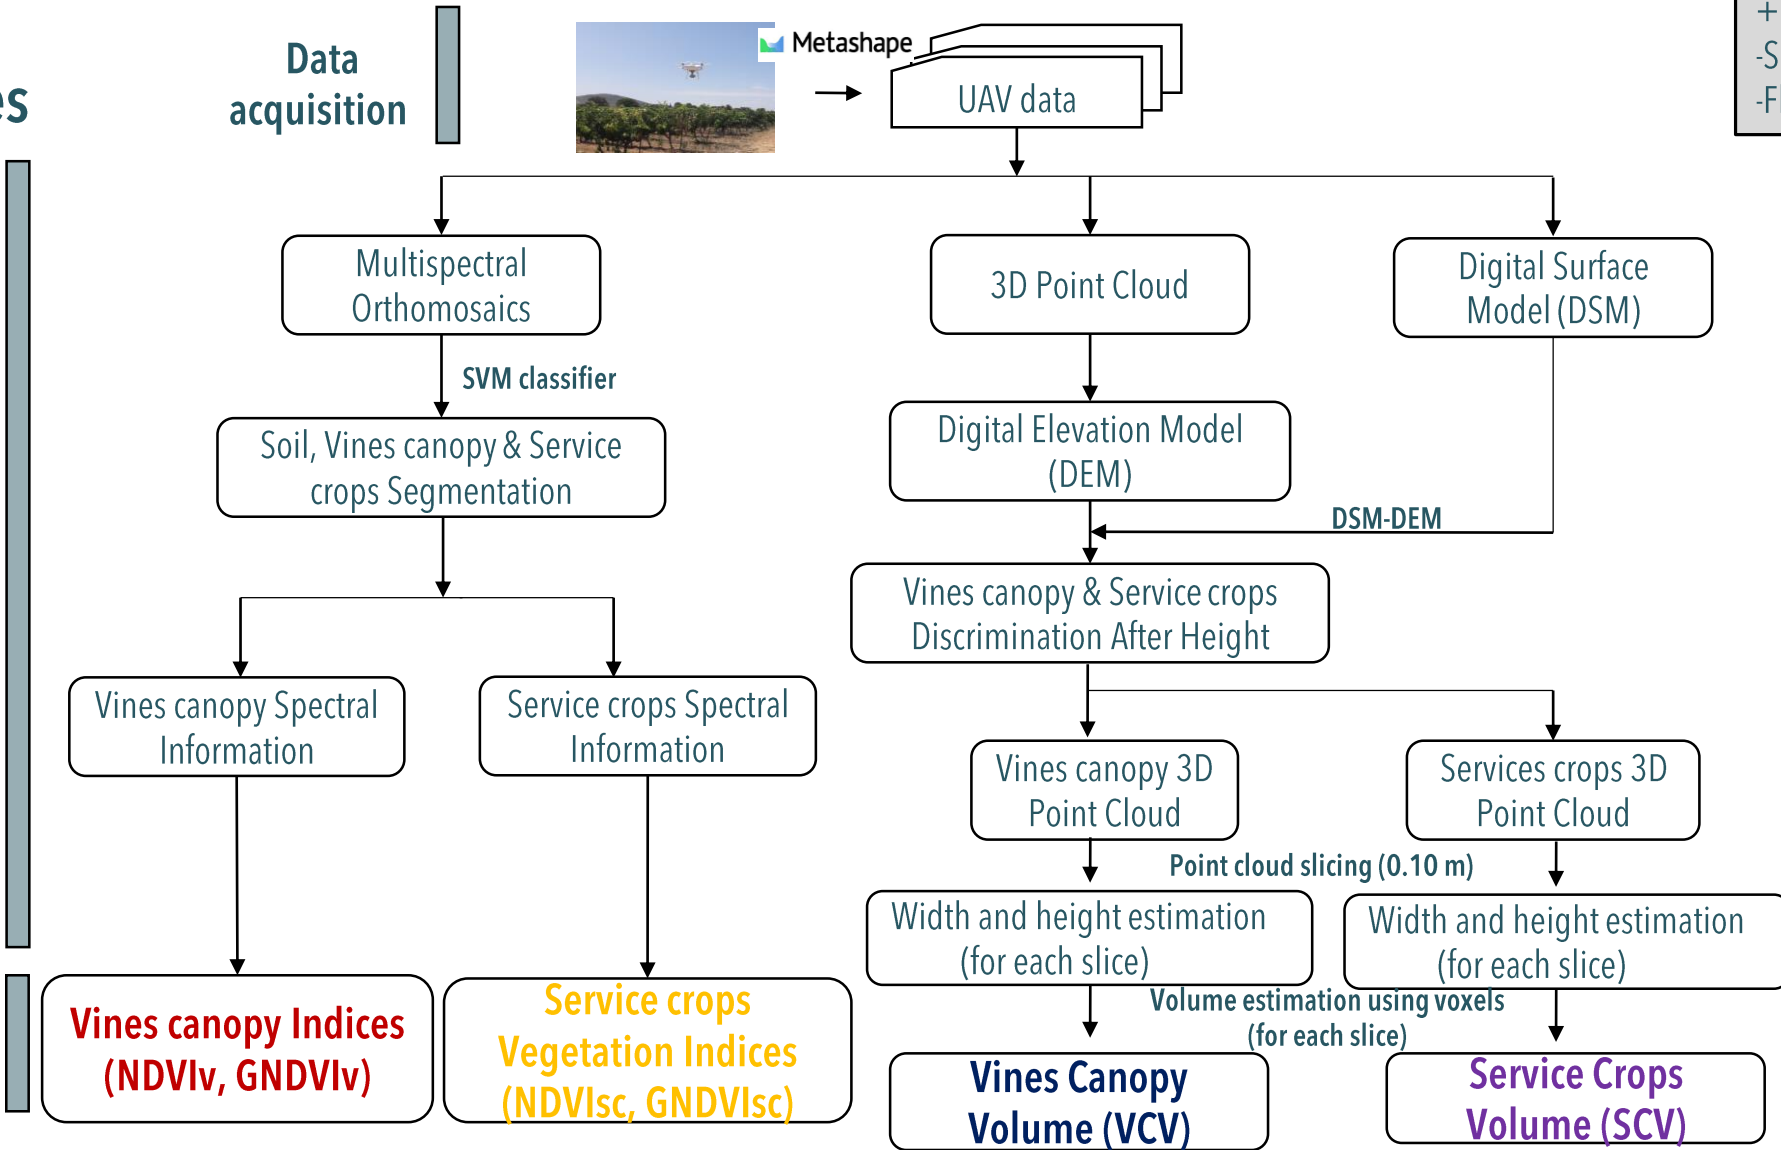 Data
acquisition
Metashape
UAV data
+
-S
-F
es
Multispectral
Orthomosaics
3D Point Cloud
Digital Surface
Model (DSM)
SVM classifier
Soil, Vines canopy & Service
crops Segmentation
Digital Elevation Model
(DEM)
DSM-DEM
Vines canopy & Service crops
Discrimination After Height
Vines canopy Spectral
Information
Service crops Spectral
Information
Vines canopy 3D
Point Cloud
Services crops 3D
Point Cloud
Point cloud slicing (0.10 m)
Width and height estimation
(for each slice)
Width and height estimation
(for each slice)
Volume estimation using voxels
(for each slice)
Vines canopy Indices
(NDVIv, GNDVIv)
Service crops
Vegetation Indices
(NDVIsc, GNDVIsc)
Vines Canopy
Volume (VCV)
Service Crops
Volume (SCV)